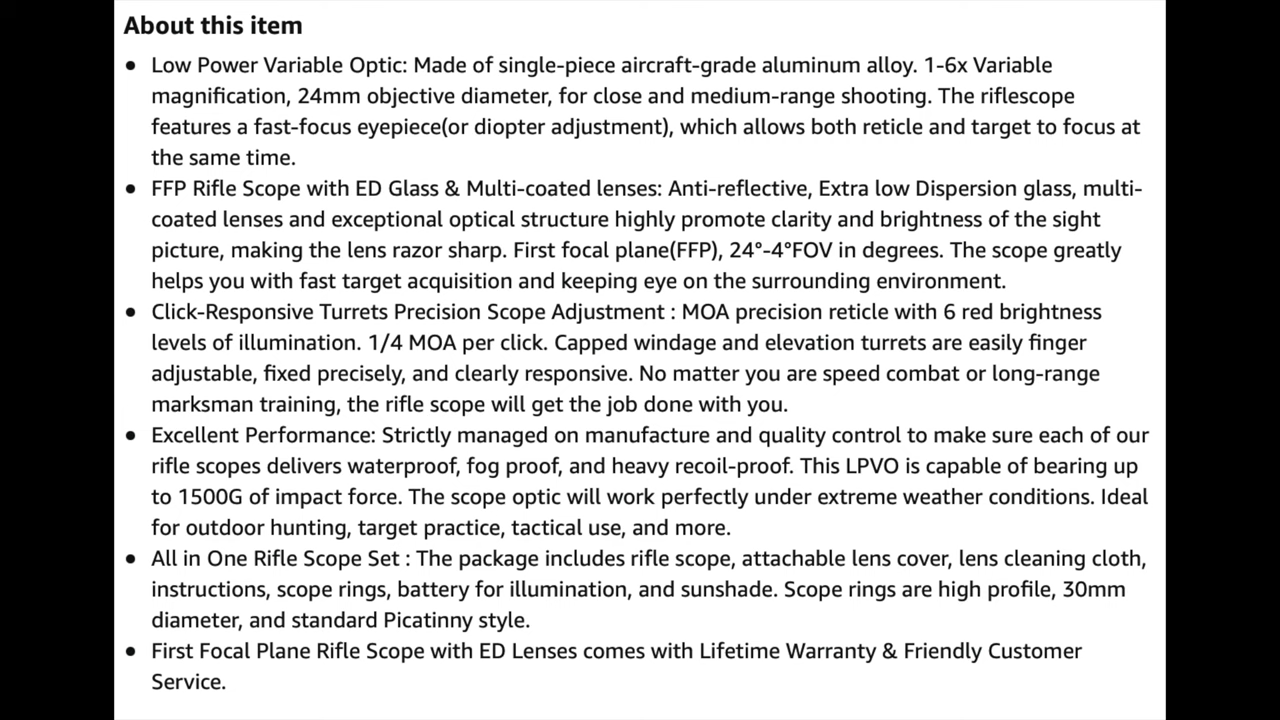 About this item
• Low Power Variable Optic: Made of single-piece aircraft-grade aluminum alloy. 1-6x Variable
magnification, 24mm objective diameter, for close and medium-range shooting. The riflescope
features a fast-focus eyepiece(or diopter adjustment), which allows both reticle and target to focus at
the same time.
• FFP Rifle Scope with ED Glass & Multi-coated lenses: Anti-reflective, Extra low Dispersion glass, multi-
coated lenses and exceptional optical structure highly promote clarity and brightness of the sight
picture, making the lens razor sharp. First focal plane(FFP), 24°-4°FOV in degrees. The scope greatly
helps you with fast target acquisition and keeping eye on the surrounding environment.
• Click-Responsive Turrets Precision Scope Adjustment : MOA precision reticle with 6 red brightness
levels of illumination. 1/4 MOA per click. Capped windage and elevation turrets are easily finger
adjustable, fixed precisely, and clearly responsive. No matter you are speed combat or long-range
marksman training, the rifle scope will get the job done with you.
• Excellent Performance: Strictly managed on manufacture and quality control to make sure each of our
rifle scopes delivers waterproof, fog proof, and heavy recoil-proof. This LPVO is capable of bearing up
to 1500G of impact force. The scope optic will work perfectly under extreme weather conditions. Ideal
for outdoor hunting, target practice, tactical use, and more.
• All in One Rifle Scope Set : The package includes rifle scope, attachable lens cover, lens cleaning cloth,
instructions, scope rings, battery for illumination, and sunshade. Scope rings are high profile, 30mm
diameter, and standard Picatinny style.
• First Focal Plane Rifle Scope with ED Lenses comes with Lifetime Warranty & Friendly Customer
Service.